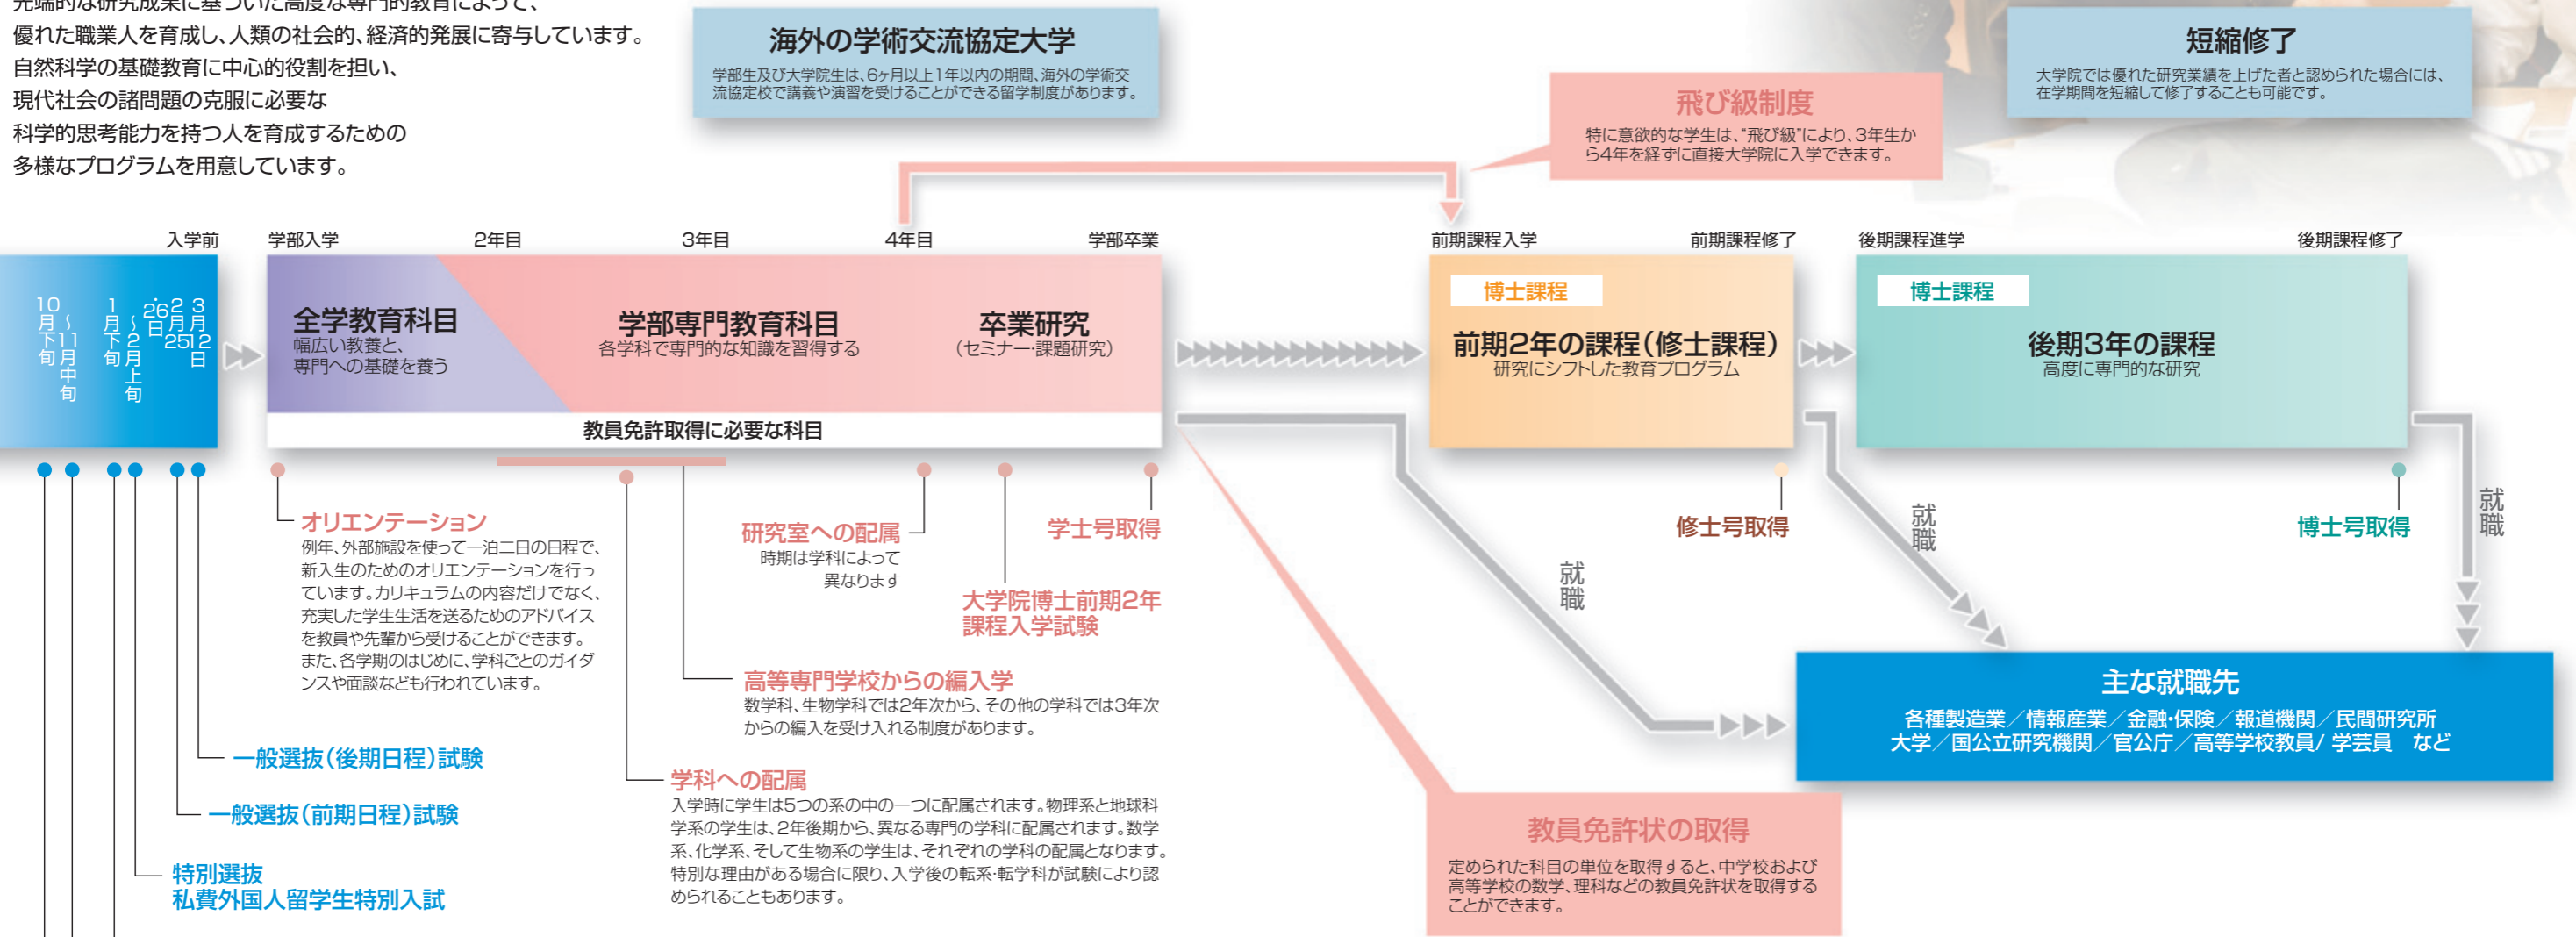 先端的な研究成果に基づいた高度な専門的教育によって、
優れた職業人を育成し、人類の社会的、経済的発展に寄与しています。
自然科学の基礎教育に中心的役割を担い、
現代社会の諸問題の克服に必要な
科学的思考能力を持つ人を育成するための
多様なプログラムを用意しています。
海外の学術交流協定大学
学部生及び大学院生は、6ヶ月以上1年以内の期間、海外の学術交
流協定校で講義や演習を受けることができる留学制度があります。
飛び級制度
特に意欲的な学生は、“飛び級”により、3年生か
ら4年を経ずに直接大学院に入学できます。
短縮修了
大学院では優れた研究業績を上げた者と認められた場合には、
在学期間を短縮して修了することも可能です。
入学前
学部入学
2年目
3年目
4年目
学部卒業
前期課程入学
前期課程修了
後期課程進学
後期課程修了
10月下旬
～11月中旬
1月下旬
～2月上旬
2月25
・26日
3月12日
全学教育科目
幅広い教養と、
専門への基礎を養う
学部専門教育科目
各学科で専門的な知識を習得する
卒業研究
(セミナー・課題研究)
教員免許取得に必要な科目
博士課程
前期2年の課程(修士課程)
研究にシフトした教育プログラム
博士課程
後期3年の課程
高度に専門的な研究
オリエンテーション
例年、外部施設を使って一泊二日の日程で、
新入生のためのオリエンテーションを行っ
ています。カリキュラムの内容だけでなく、
充実した学生生活を送るためのアドバイス
を教員や先輩から受けることができます。
また、各学期のはじめに、学科ごとのガイダ
ンスや面談なども行われています。
研究室への配属
時期は学科によって
異なります
学士号取得
大学院博士前期2年
課程入学試験
修士号取得
博士号取得
就職
就職
就職
高等専門学校からの編入学
数学科、生物学科では2年次から、その他の学科では3年次
からの編入を受け入れる制度があります。
学科への配属
入学時に学生は5つの系の中の一つに配属されます。物理系と地球科
学系の学生は、2年後期から、異なる専門の学科に配属されます。数学
系、化学系、そして生物系の学生は、それぞれの学科の配属となります。
特別な理由がある場合に限り、入学後の転系・転学科が試験により認
められることもあります。
一般選抜(後期日程)試験
一般選抜(前期日程)試験
特別選抜
私費外国人留学生特別入試
主な就職先
各種製造業／情報産業／金融・保険／報道機関／民間研究所
大学／国公立研究機関／官公庁／高等学校教員/ 学芸員　など
教員免許状の取得
定められた科目の単位を取得すると、中学校および
高等学校の数学、理科などの教員免許状を取得する
ことができます。